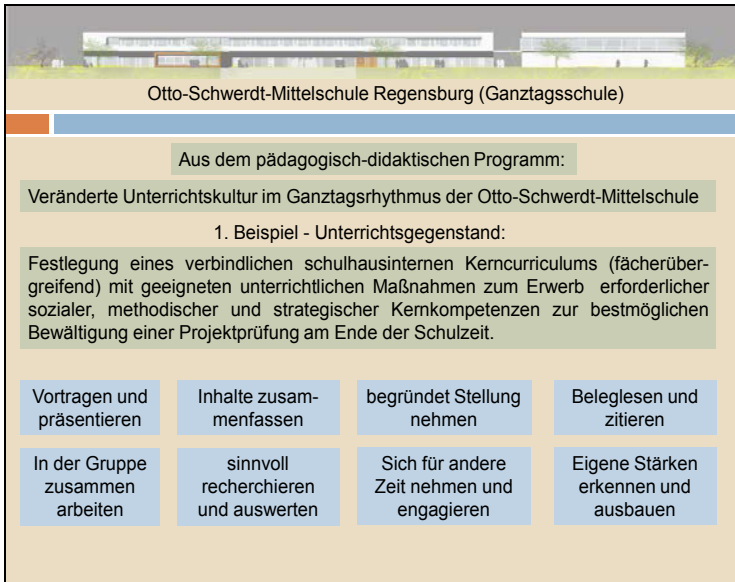 Otto-Schwerdt-Mittelschule Regensburg (Ganztagsschule)
Aus dem pädagogisch-didaktischen Programm:
Veränderte Unterrichtskultur im Ganztagsrhythmus der Otto-Schwerdt-Mittelschule
1. Beispiel - Unterrichtsgegenstand:
Festlegung eines verbindlichen schulhausinternen Kerncurriculums (fächerüber-
greifend) mit geeigneten unterrichtlichen Maßnahmen zum Erwerb erforderlicher
sozialer, methodischer und strategischer Kernkompetenzen zur bestmöglichen
Bewältigung einer Projektprüfung am Ende der Schulzeit.
Vortragen und
präsentieren
Inhalte zusam-
menfassen
begründet Stellung
nehmen
Beleglesen und
zitieren
In der Gruppe
zusammen
arbeiten
sinnvoll
recherchieren
und auswerten
Sich für andere
Zeit nehmen und
engagieren
Eigene Stärken
erkennen und
ausbauen